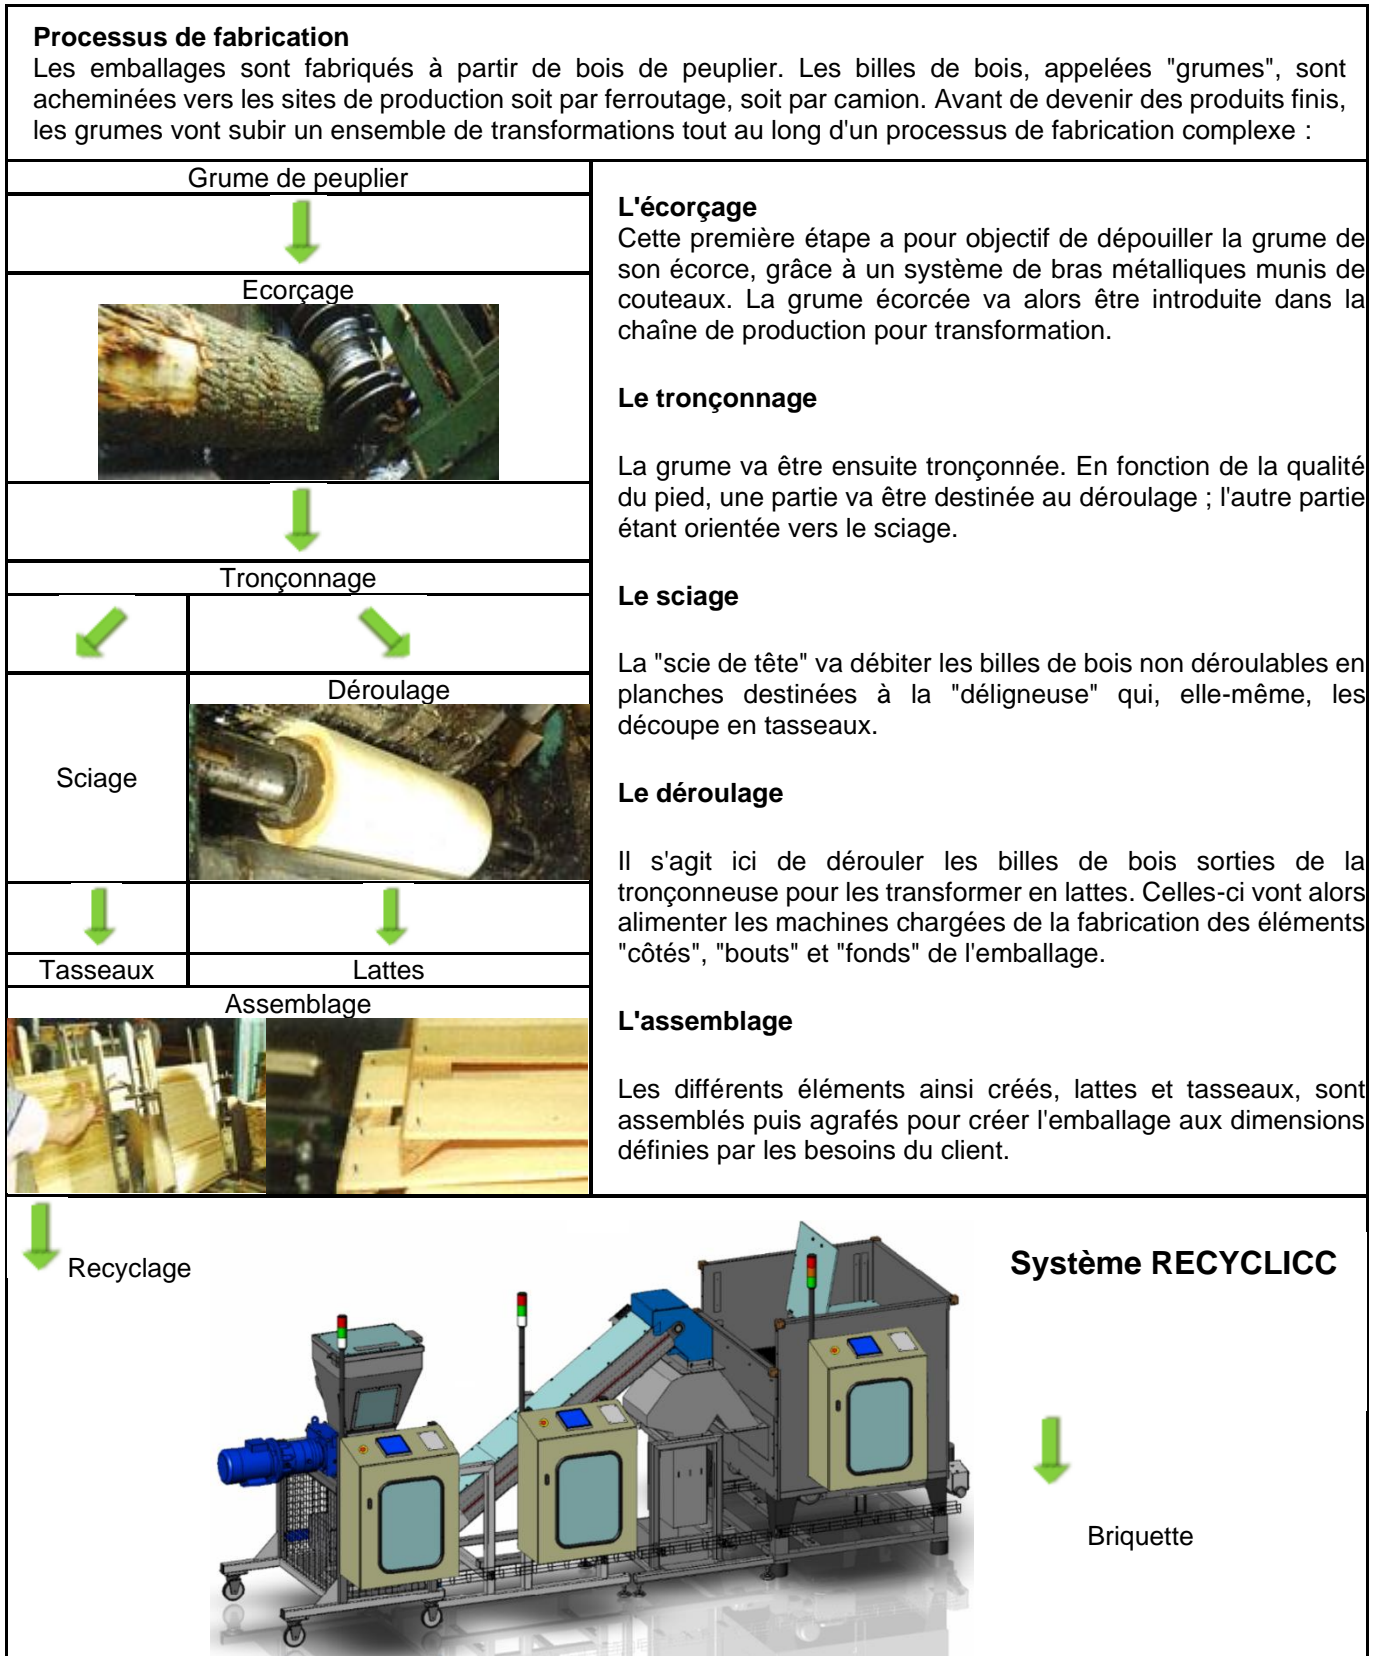 Processus de fabrication
Les emballages sont fabriqués à partir de bois de peuplier. Les billes de bois, appelées "grumes", sont
acheminées vers les sites de production soit par ferroutage, soit par camion. Avant de devenir des produits finis,
les grumes vont subir un ensemble de transformations tout au long d'un processus de fabrication complexe :
Grume de peuplier
Ecorçage
Tronçonnage
Déroulage
Sciage
Tasseaux
Lattes
Assemblage
L'écorçage
Cette première étape a pour objectif de dépouiller la grume de
son écorce, grâce à un système de bras métalliques munis de
couteaux. La grume écorcée va alors être introduite dans la
chaîne de production pour transformation.
Le tronçonnage
La grume va être ensuite tronçonnée. En fonction de la qualité
du pied, une partie va être destinée au déroulage ; l'autre partie
étant orientée vers le sciage.
Le sciage
La "scie de tête" va débiter les billes de bois non déroulables en
planches destinées à la "déligneuse" qui, elle-même, les
découpe en tasseaux.
Le déroulage
Il s'agit ici de dérouler les billes de bois sorties de la
tronçonneuse pour les transformer en lattes. Celles-ci vont alors
alimenter les machines chargées de la fabrication des éléments
"côtés", "bouts" et "fonds" de l'emballage.
L'assemblage
Les différents éléments ainsi créés, lattes et tasseaux, sont
assemblés puis agrafés pour créer l'emballage aux dimensions
définies par les besoins du client.
Recyclage
Système RECYCLICC
Briquette